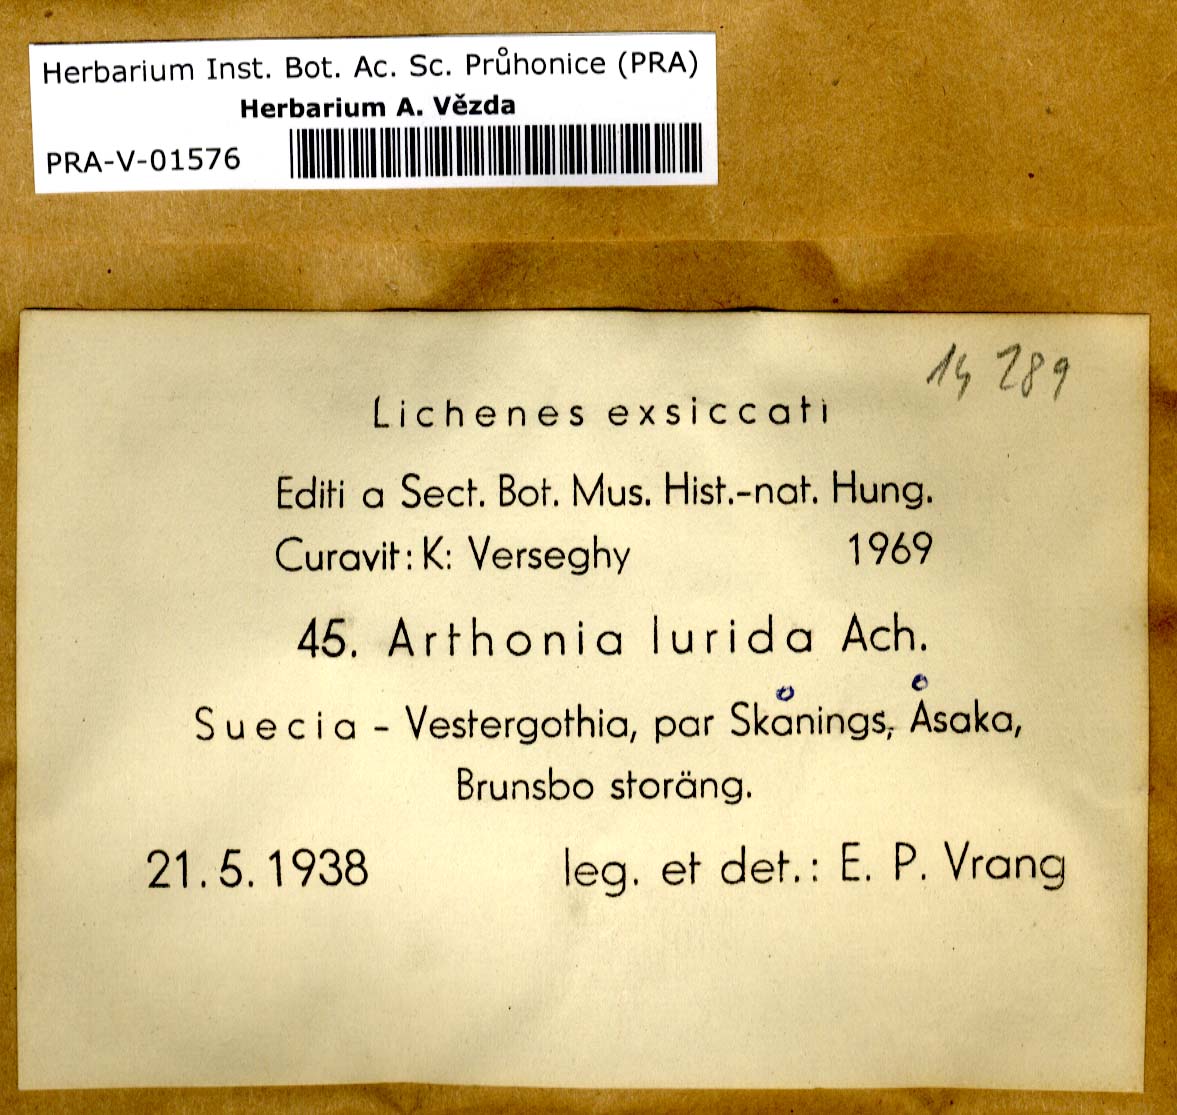 Herbarium Inst. Bot. Ac. Sc. Průhonice (PRA)
Herbarium A. Vězda
PRA-V-01576
14 289
Lichenes exsiccati
Editi a Sect. Bot. Mus. Hist.-nat. Hung.
Curavit: K: Verseghy 1969
45. Arthonia lurida Ach.
Suecia - Vestergothia, par Skånings, Åsaka,
Brunsbo storäng.
21. 5. 1938 leg. et det.: E. P. Vrang